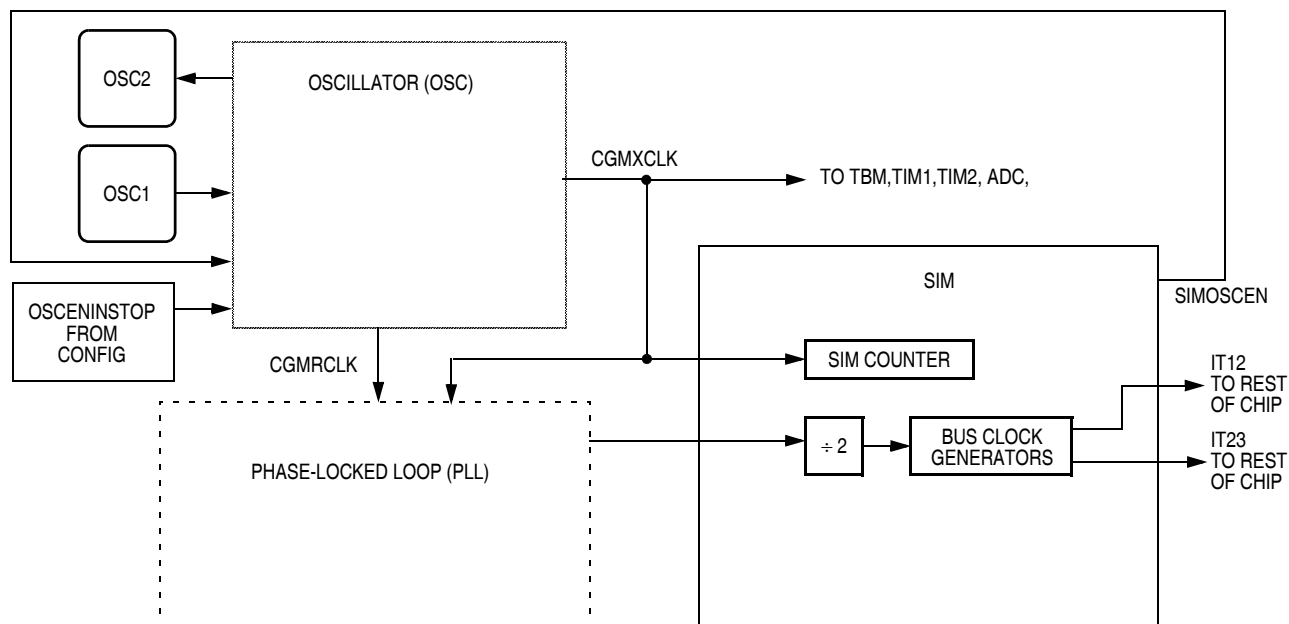 OSC2
OSCILLATOR (OSC)
CGMXCLK
TO TBM,TIM1,TIM2, ADC,
OSC1
SIM
SIMOSCEN
OSCENINSTOP
FROM
CONFIG
CGMRCLK
SIM COUNTER
IT12
TO REST
OF CHIP
÷ 2
BUS CLOCK
GENERATORS
IT23
TO REST
OF CHIP
PHASE-LOCKED LOOP (PLL)